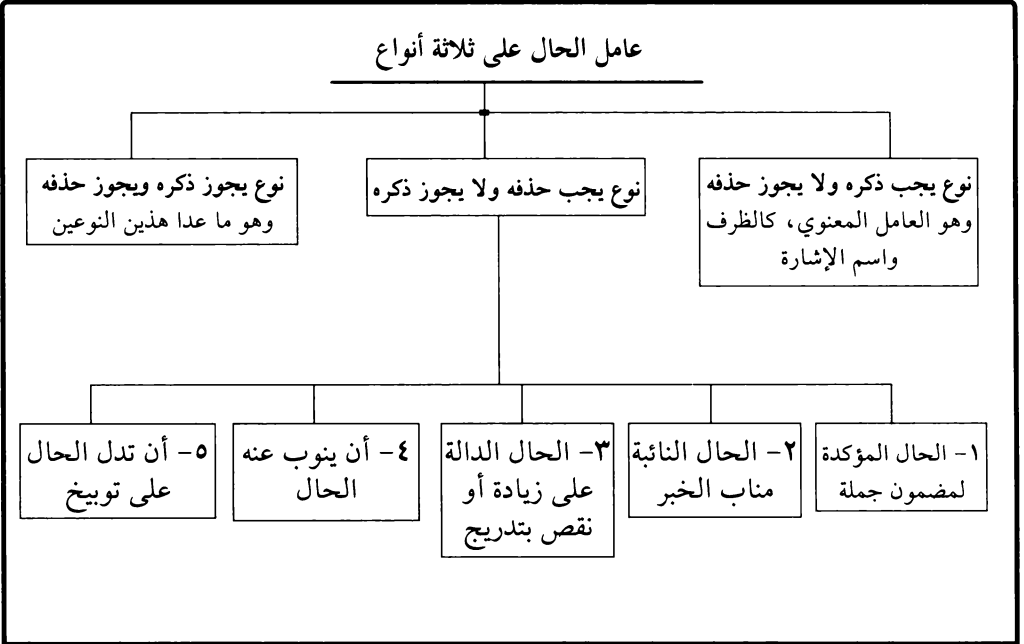 عامل الحال على ثلاثة أنواع
نوع يجب ذكره ولا يجوز حذفه
وهو العامل المعنوي، كالظرف
واسم الإشارة
نوع يجب حذفه ولا يجوز ذكره
نوع يجوز ذكره ويجوز حذفه
وهو ما عدا هذين النوعين
١- الحال المؤكدة
لمضمون جملة
٢- الحال النائبة
مناب الخبر
٣- الحال الدالة
على زيادة أو
نقص بتدريج
٤- أن ينوب عنه
الحال
٥- أن تدل الحال
على توبيخ